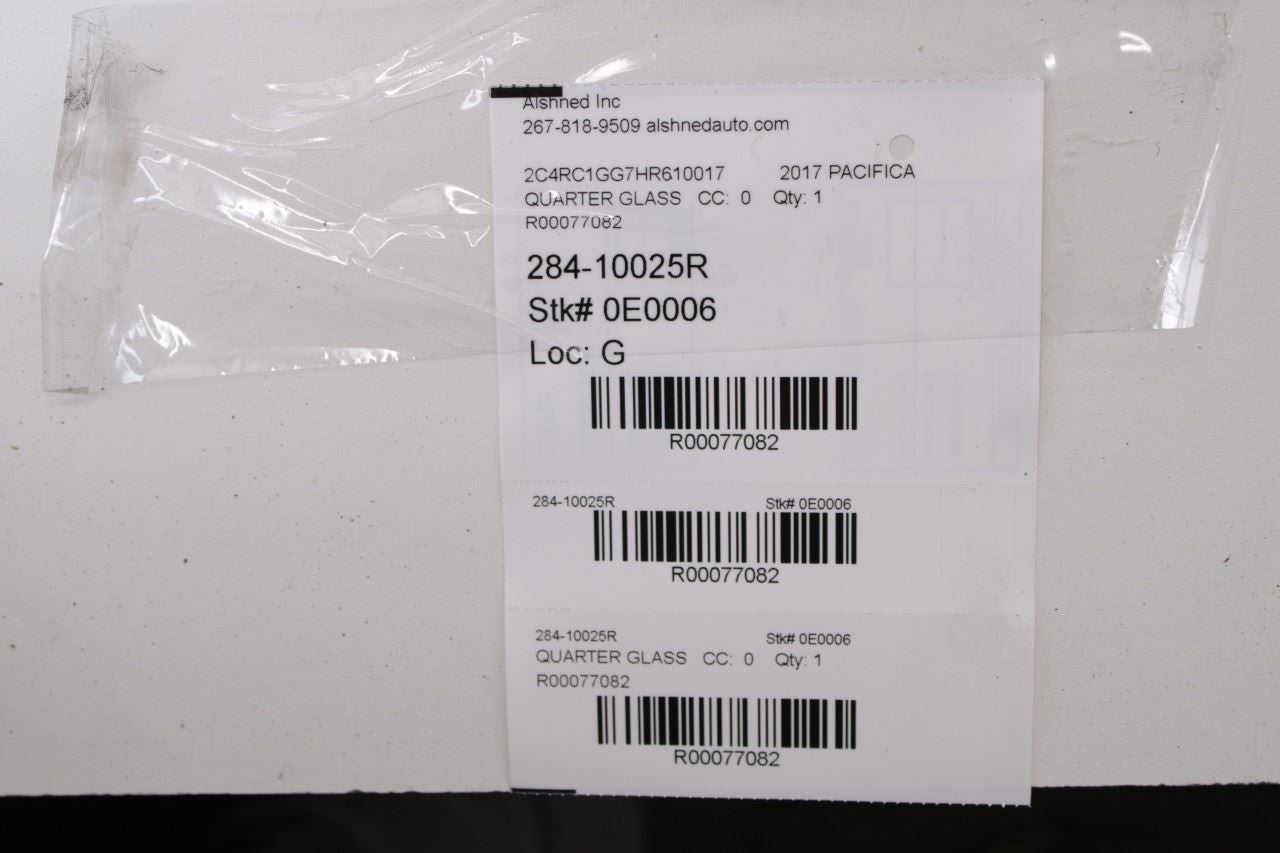 Alshned Inc
267-818-9509 alshnedauto.com
2C4RC1GG7HR610017 2017 PACIFICA
QUARTER GLASS CC: 0 Qty: 1
R00077082
284-10025R
Stk# 0E0006
Loc: G
R00077082
284-10025R Stk# 0E0006
R00077082
284-10025R Stk# 0E0006
QUARTER GLASS CC: 0 Qty: 1
R00077082
R00077082